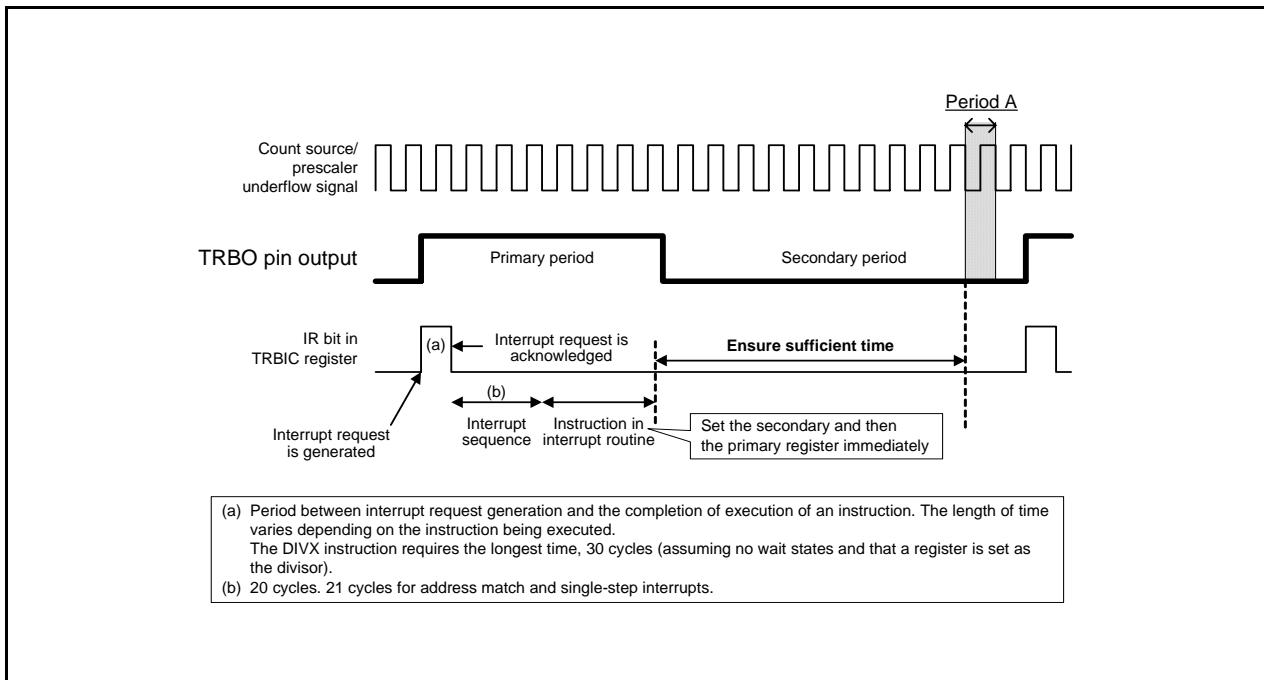 Period A
Count source/
prescaler
underflow signal
TRBO pin output
Primary period
Secondary period
IR bit in
TRBIC register
(a)
Interrupt request is
acknowledged
Ensure sufficient time
(b)
Interrupt
sequence
Instruction in
interrupt routine
Set the secondary and then
the primary register immediately
Interrupt request
is generated
(a) Period between interrupt request generation and the completion of execution of an instruction. The length of time
varies depending on the instruction being executed.
The DIVX instruction requires the longest time, 30 cycles (assuming no wait states and that a register is set as
the divisor).
(b) 20 cycles. 21 cycles for address match and single-step interrupts.